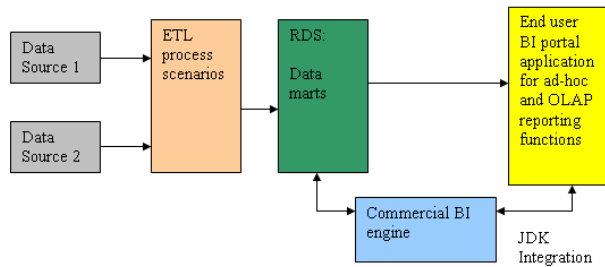 Data
Source 1
Data
Source 2
ETL
process
scenarios
RDS:
Data
marts
End user
BI portal
application
for ad-hoc
and OLAP
reporting
functions
Commercial BI
engine
JDK
Integration